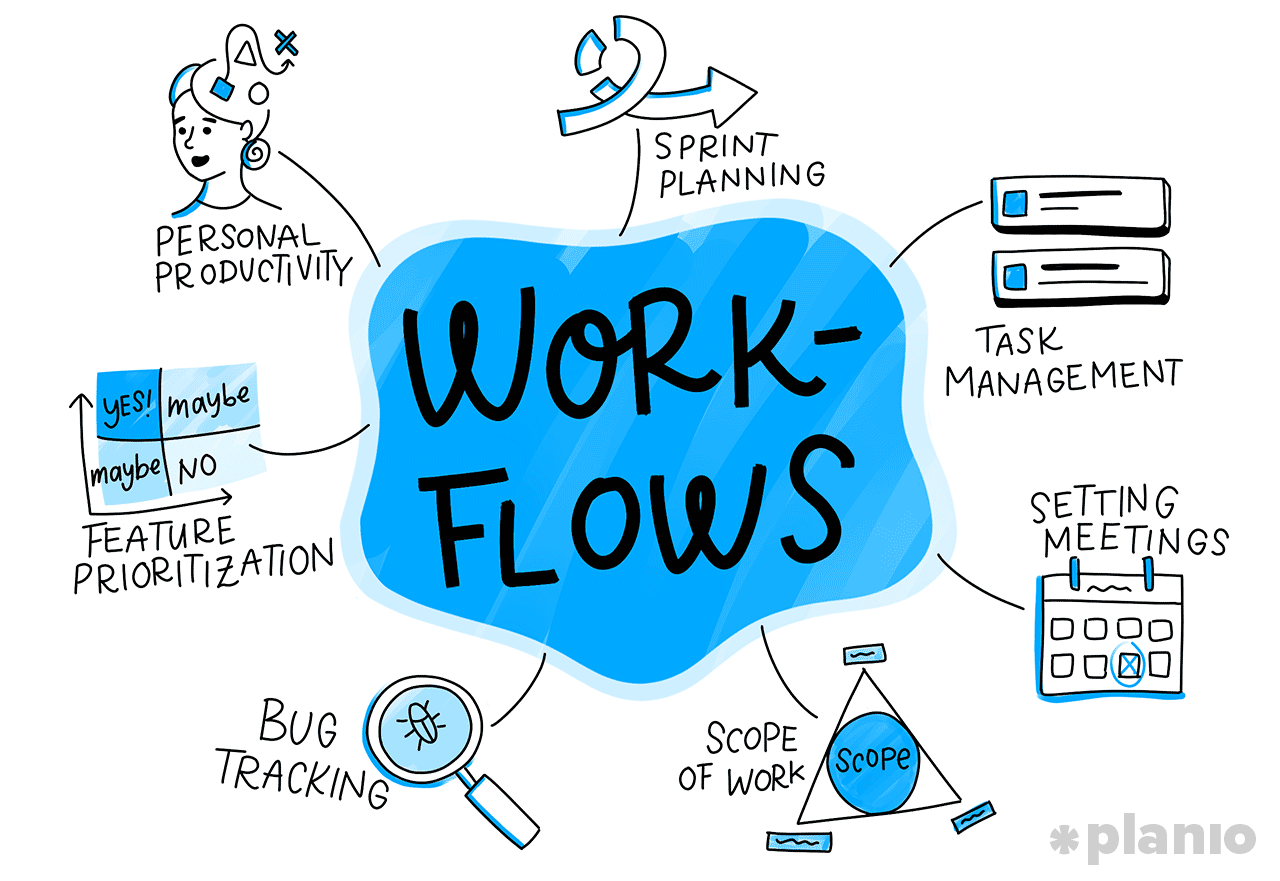 SPRINT
PLANNING
PERSONAL
PRODUCTIVITY
TASK
MANAGEMENT
WORK-
FLOWS
YES! maybe
maybe NO
FEATURE
PRIORITIZATION
SETTING
MEETINGS
BUG
TRACKING
SCOPE
OF WORK
SCOPE
planio